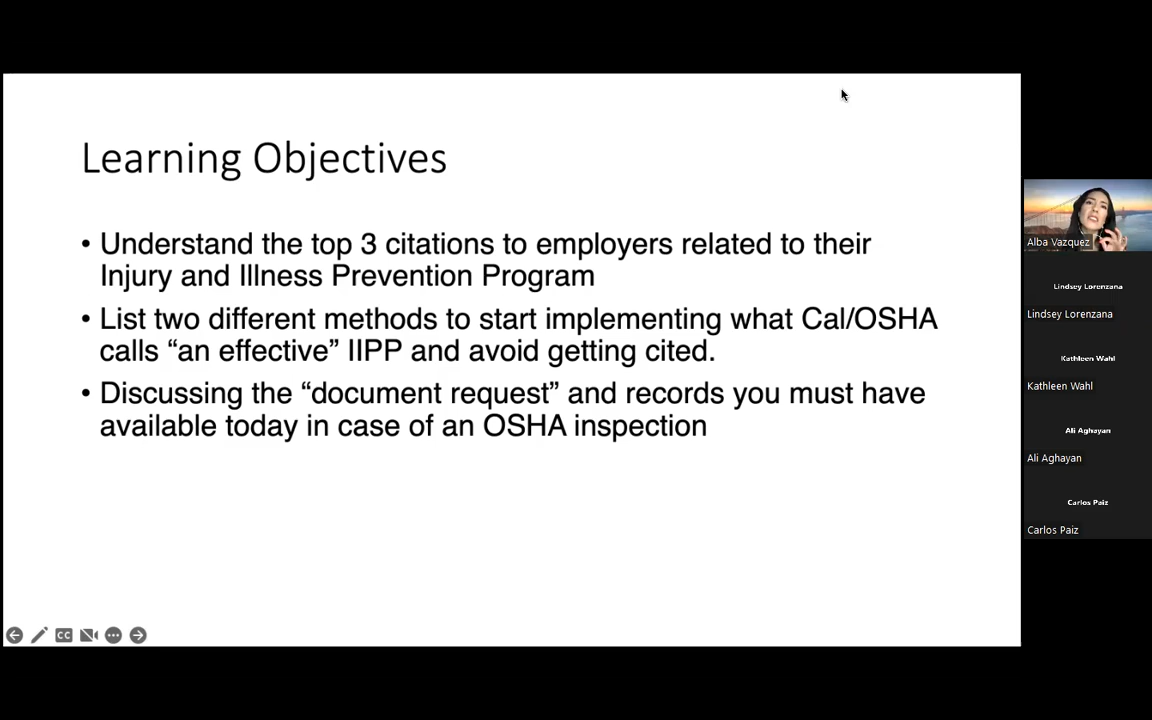 Learning Objectives
• Understand the top 3 citations to employers related to their
Injury and Illness Prevention Program
• List two different methods to start implementing what Cal/OSHA
calls “an effective” IIPP and avoid getting cited.
• Discussing the “document request” and records you must have
available today in case of an OSHA inspection
CC
Alba Vazquez
Lindsey Lorenzana
Lindsey Lorenzana
Kathleen Wahl
Kathleen Wahl
Ali Aghayan
Ali Aghayan
Carlos Paiz
Carlos Paiz